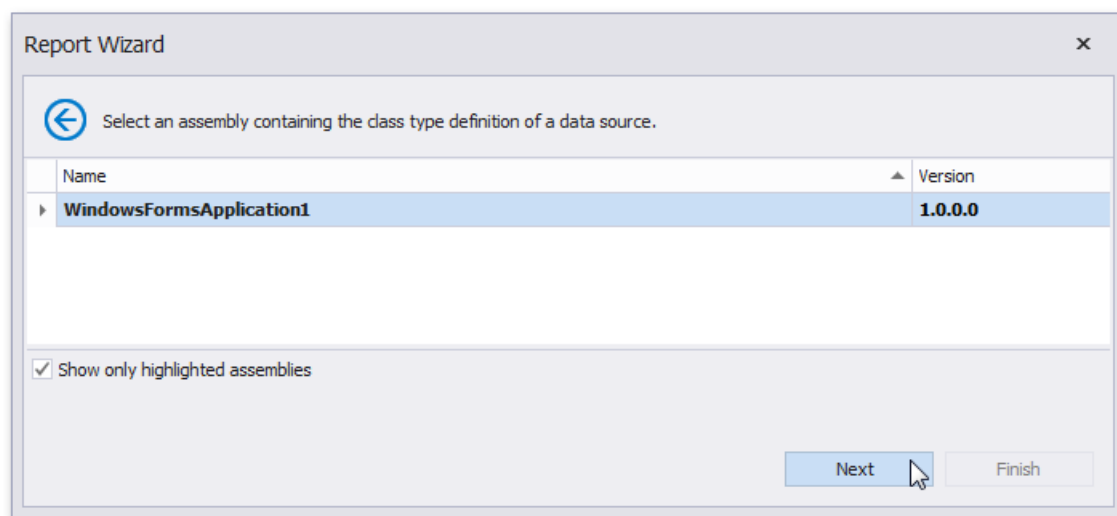 Report Wizard
Select an assembly containing the class type definition of a data source.
Name Version
WindowsFormsApplication1 1.0.0.0
Show only highlighted assemblies
Next Finish